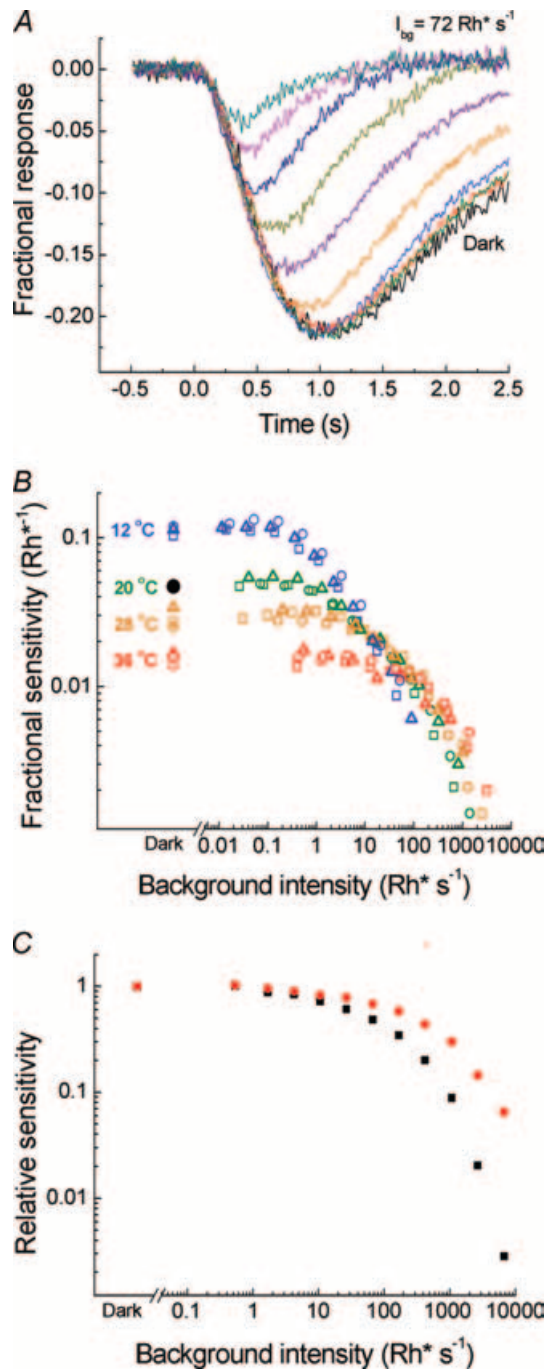 A
I_bg = 72 Rh* s⁻¹
0.00
-0.05
-0.10
-0.15
-0.20
Fractional response
Dark
-0.5 0.0 0.5 1.0 1.5 2.0 2.5
Time (s)
B
0.1
0.01
Fractional sensitivity (Rh*⁻¹)
12 °C
20 °C
28 °C
36 °C
Dark 0.01 0.1 1 10 100 1000 10000
Background intensity (Rh* s⁻¹)
C
1
0.1
0.01
Relative sensitivity
Dark 0.1 1 10 100 1000 10000
Background intensity (Rh* s⁻¹)